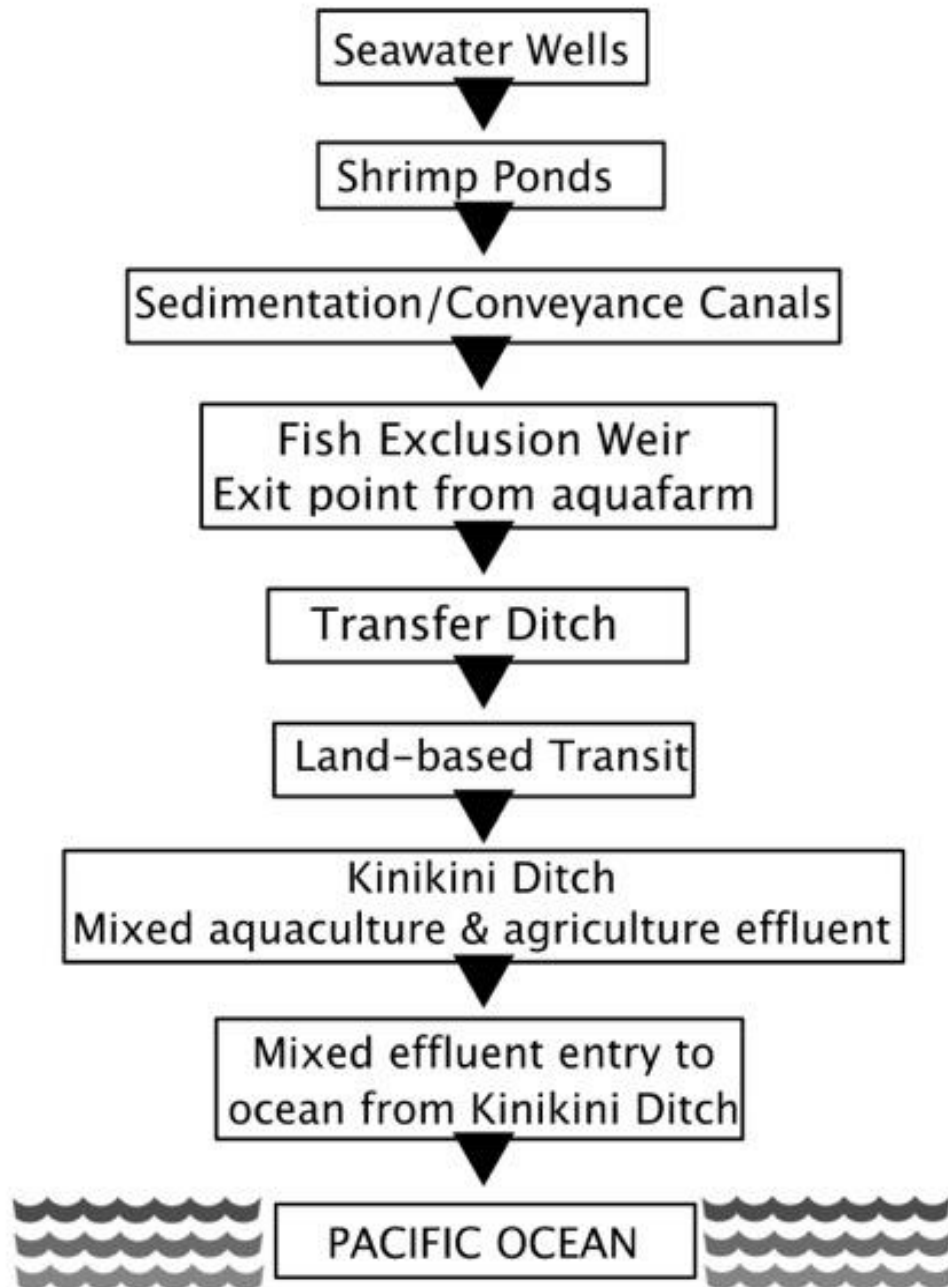 Seawater Wells
Shrimp Ponds
Sedimentation/Conveyance Canals
Fish Exclusion Weir
Exit point from aquafarm
Transfer Ditch
Land-based Transit
Kinikini Ditch
Mixed aquaculture & agriculture effluent
Mixed effluent entry to
ocean from Kinikini Ditch
PACIFIC OCEAN